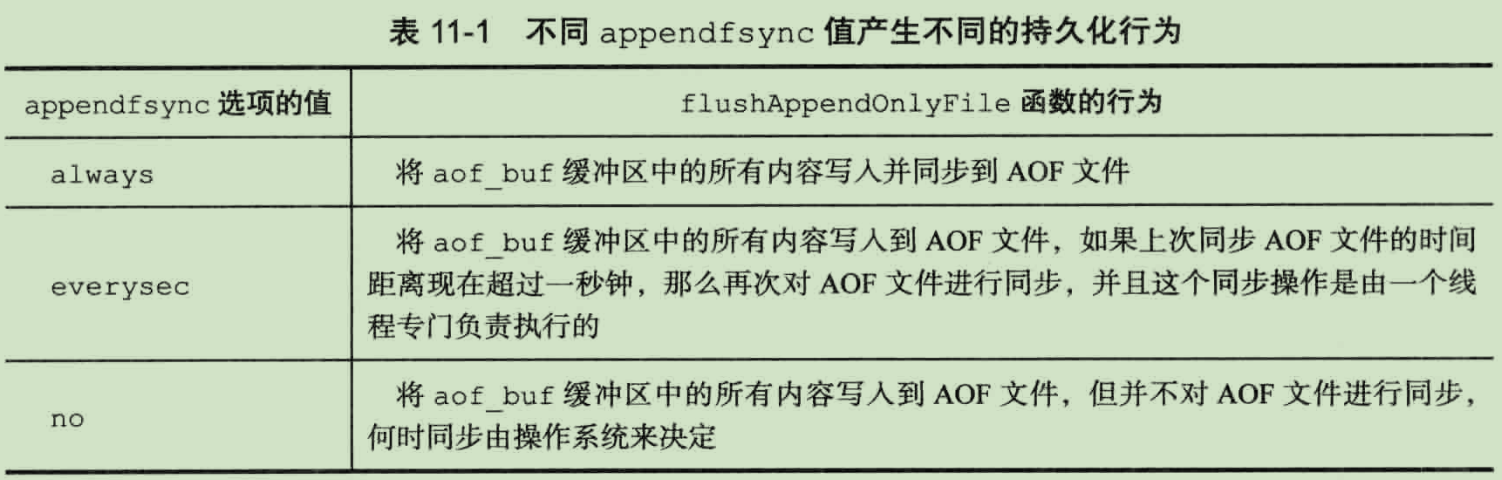 表 11-1 不同 appendfsync 值产生不同的持久化行为
appendfsync 选项的值
flushAppendOnlyFile 函数的行为
always
将 aof_buf 缓冲区中的所有内容写入并同步到 AOF 文件
everysec
将 aof_buf 缓冲区中的所有内容写入到 AOF 文件，如果上次同步 AOF 文件的时间
距离现在超过一秒钟，那么再次对 AOF 文件进行同步，并且这个同步操作是由一个线
程专门负责执行的
no
将 aof_buf 缓冲区中的所有内容写入到 AOF 文件，但并不对 AOF 文件进行同步，
何时同步由操作系统来决定